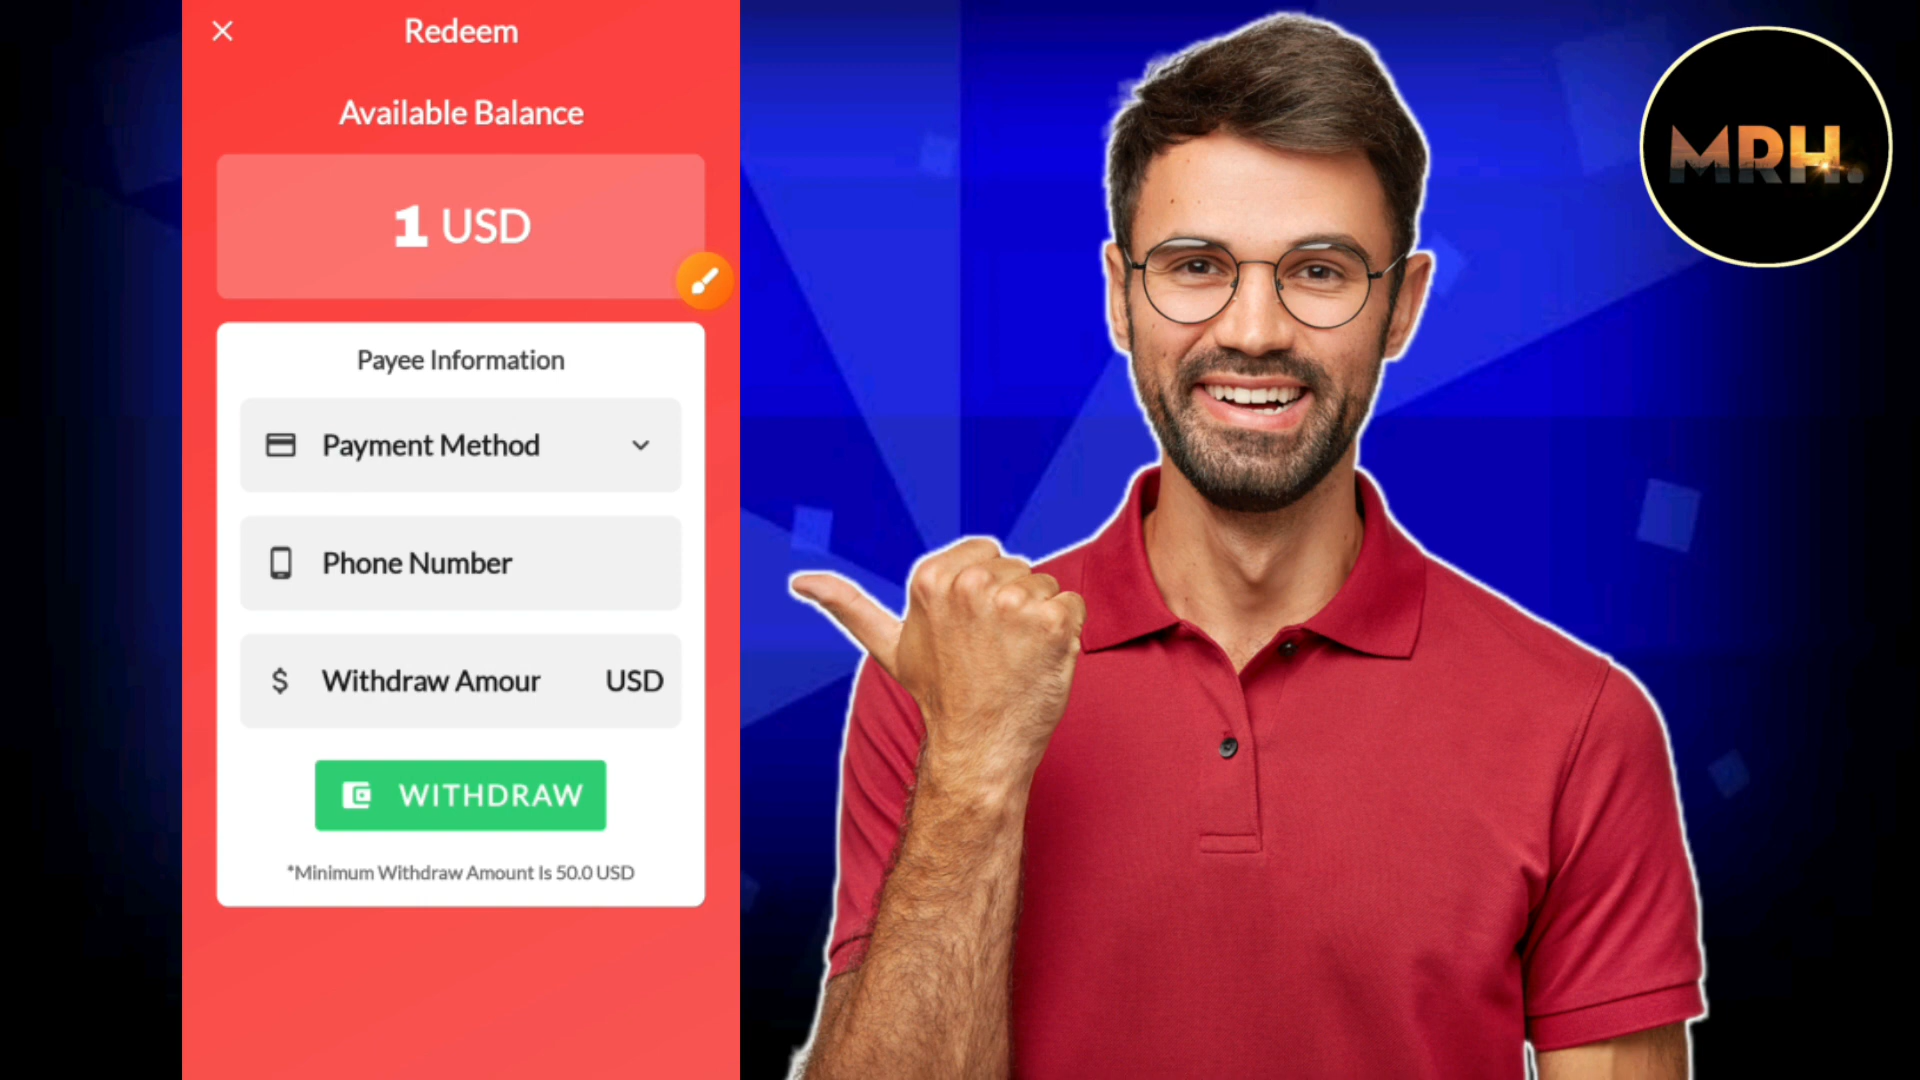 Redeem
Available Balance
1 USD
Payee Information
Payment Method
Phone Number
Withdraw Amour USD
WITHDRAW
*Minimum Withdraw Amount Is 50.0 USD
MRH.